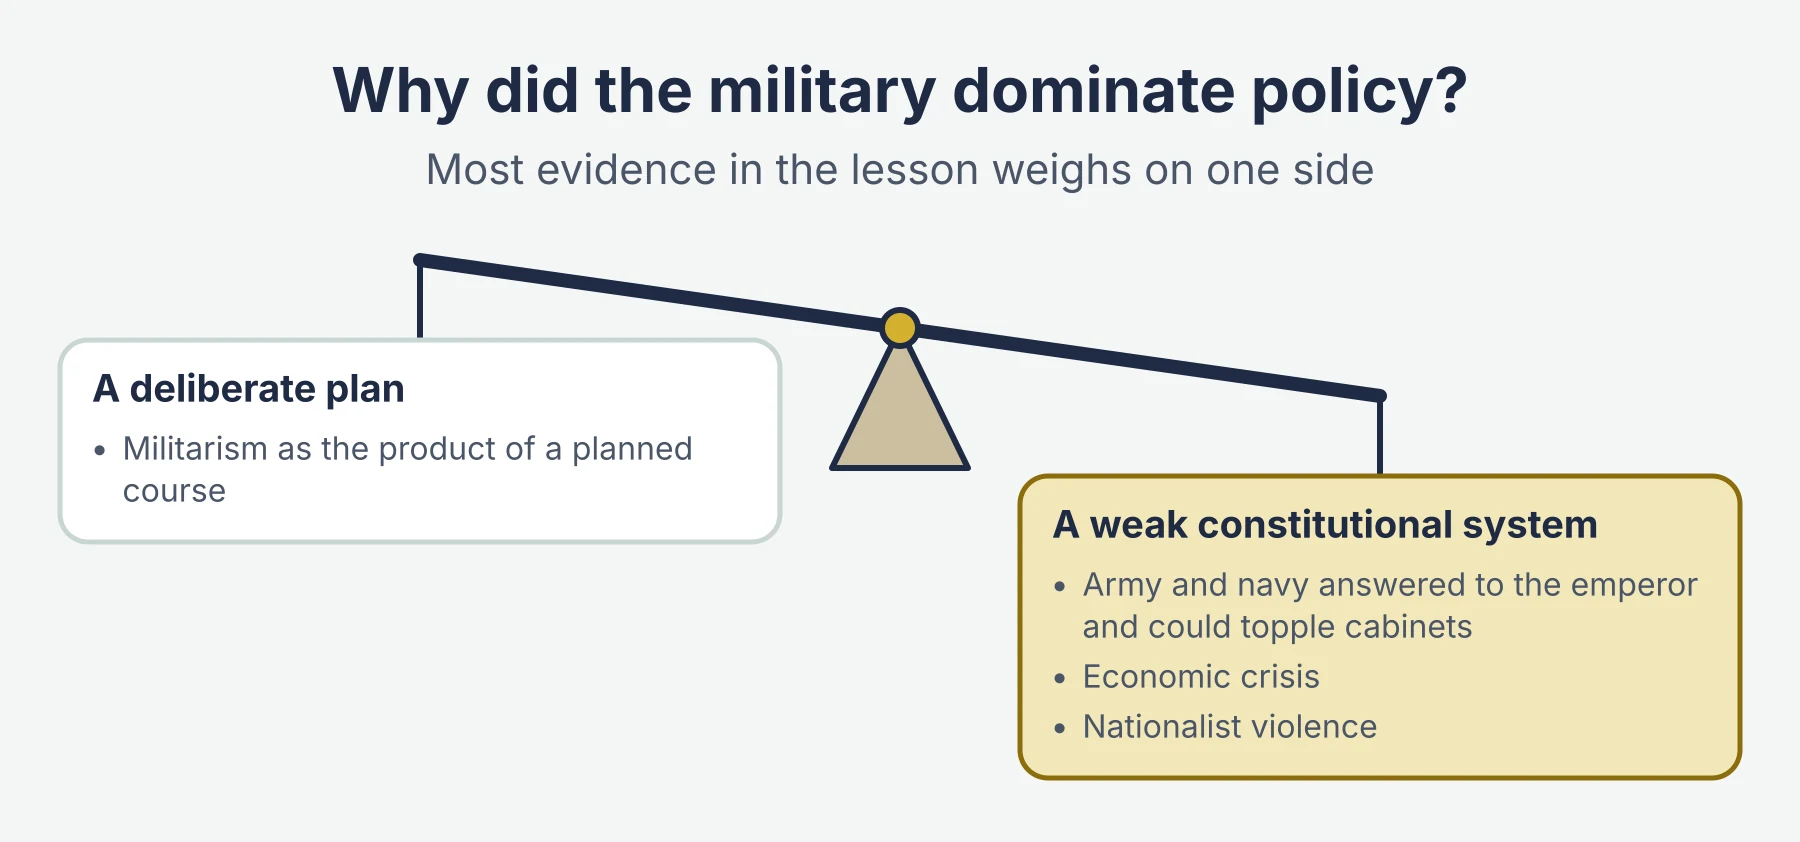 Why did the military dominate policy?
Most evidence in the lesson weighs on one side
A deliberate plan
• Militarism as the product of a planned
course
A weak constitutional system
• Army and navy answered to the emperor
and could topple cabinets
• Economic crisis
• Nationalist violence